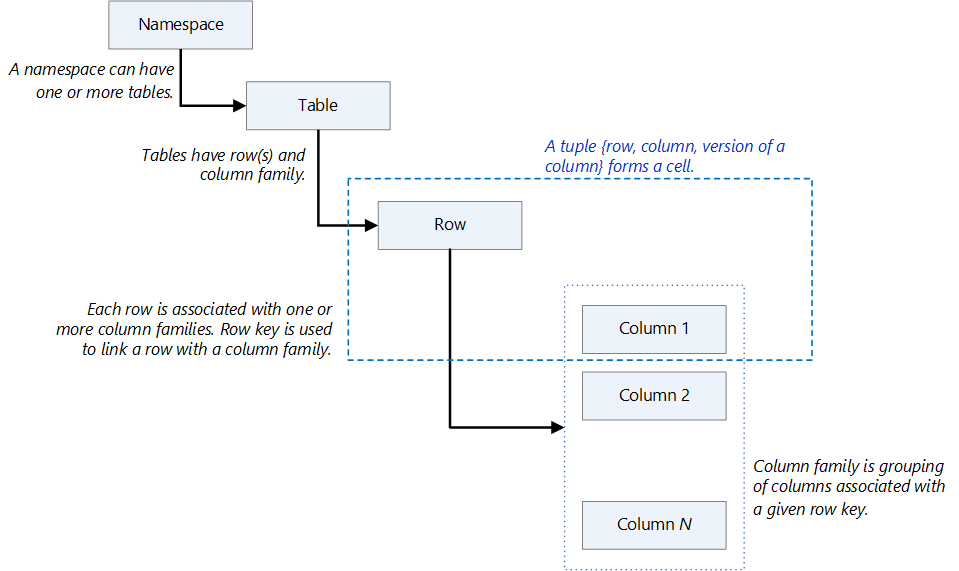 Namespace
A namespace can have
one or more tables.
Table
Tables have row(s) and
column family.
A tuple {row, column, version of a
column} forms a cell.
Row
Each row is associated with one or
more column families. Row key is used
to link a row with a column family.
Column 1
Column 2
Column family is grouping
of columns associated with
a given row key.
Column N